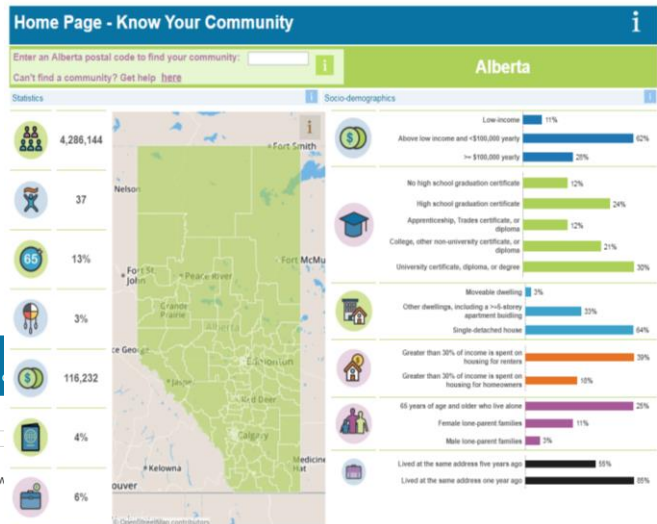 Home Page - Know Your Community
i
Enter an Alberta postal code to find your community:
i
Can't find a community? Get help here
Alberta
Statistics
i
Socio-demographics
i
4,286,144
37
65
13%
3%
$
116,232
4%
6%
i
Fort Smith
Nelson
Fort McMu
Fort St. John
Peace River
Grande Prairie
Alberta
ce George
Edmonton
Jasper
Red Deer
Calgary
Kelowna
Medicine Hat
ouver
© OpenStreetMap contributors
$
Low-income 11%
Above low income and <$100,000 yearly 62%
>= $100,000 yearly 28%
No high school graduation certificate 12%
High school graduation certificate 24%
Apprenticeship, Trades certificate, or
diploma 12%
College, other non-university certificate, or
diploma 21%
University certificate, diploma, or degree 30%
Moveable dwelling 3%
Other dwellings, including a >=5-storey
apartment building 33%
Single-detached house 64%
Greater than 30% of income is spent on
housing for renters 39%
Greater than 30% of income is spent on
housing for homeowners 18%
65 years of age and older who live alone 25%
Female lone-parent families 11%
Male lone-parent families 3%
Lived at the same address five years ago 55%
Lived at the same address one year ago 85%